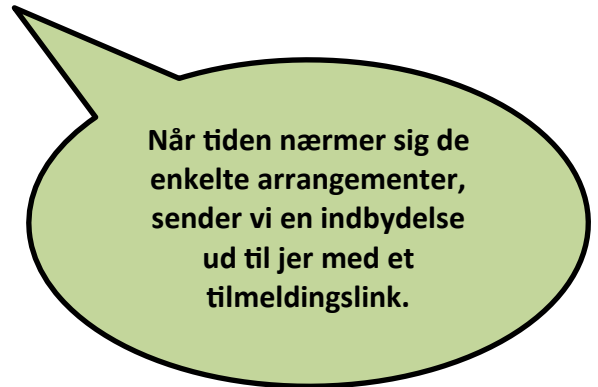 Når tiden nærmer sig de
enkelte arrangementer,
sender vi en indbydelse
ud til jer med et
tilmeldingslink.